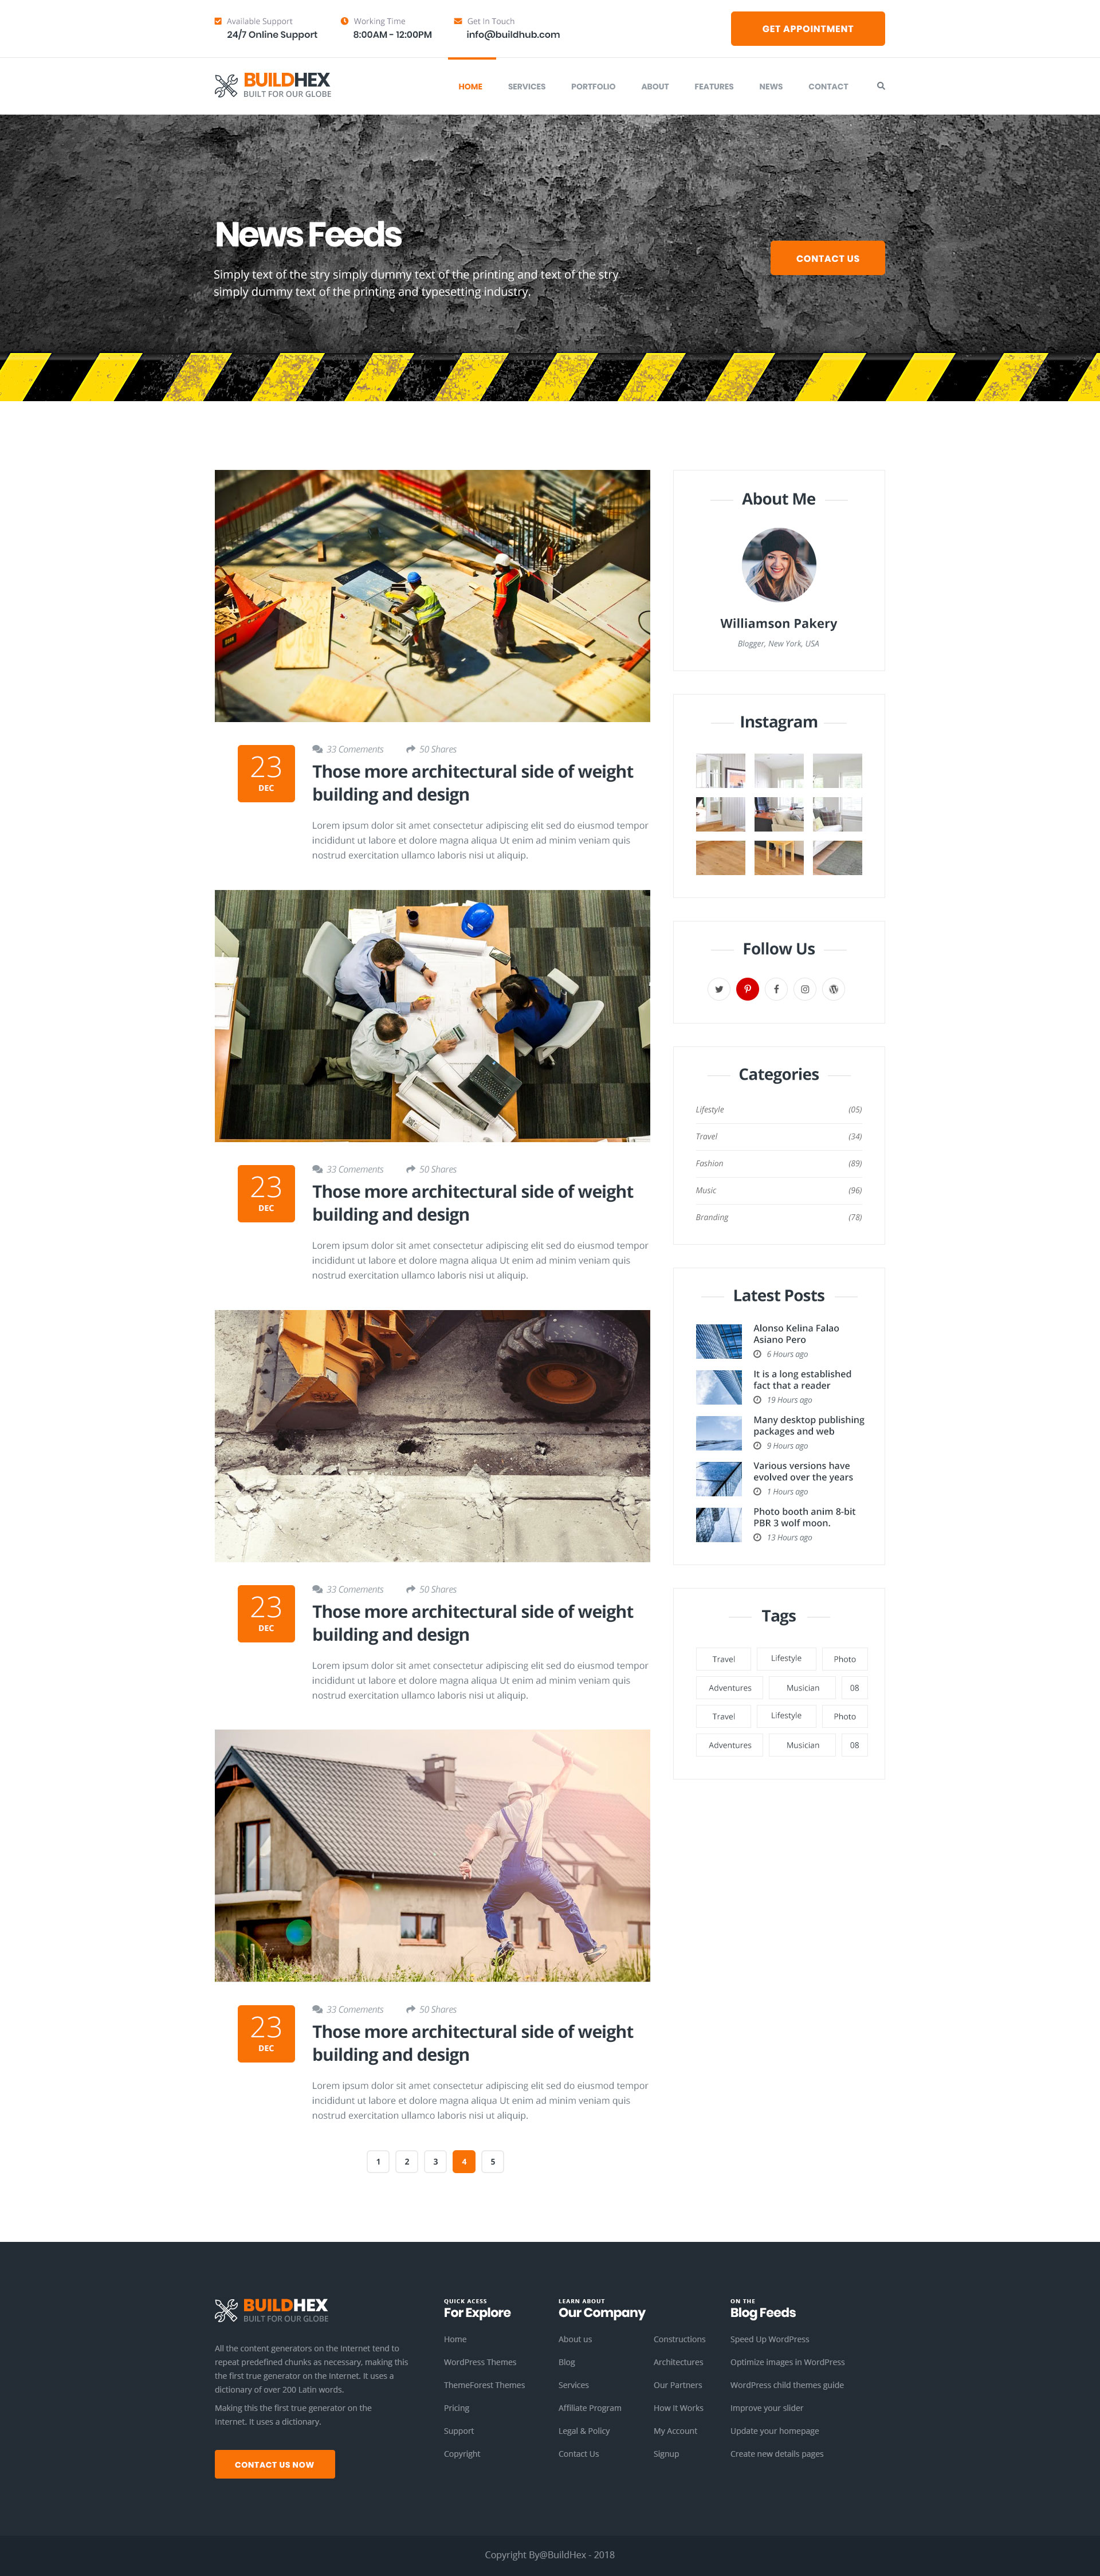 Available Support
24/7 Online Support
Working Time
8:00AM - 12:00PM
Get In Touch
info@buildhub.com
GET APPOINTMENT
BUILDHEX
BUILT FOR OUR GLOBE
HOME SERVICES PORTFOLIO ABOUT FEATURES NEWS CONTACT
News Feeds
Simply text of the stry simply dummy text of the printing and text of the stry
simply dummy text of the printing and typesetting industry.
CONTACT US
23
DEC
33 Comements 50 Shares
Those more architectural side of weight
building and design
Lorem ipsum dolor sit amet consectetur adipiscing elit sed do eiusmod tempor
incididunt ut labore et dolore magna aliqua Ut enim ad minim veniam quis
nostrud exercitation ullamco laboris nisi ut aliquip.
23
DEC
33 Comements 50 Shares
Those more architectural side of weight
building and design
Lorem ipsum dolor sit amet consectetur adipiscing elit sed do eiusmod tempor
incididunt ut labore et dolore magna aliqua Ut enim ad minim veniam quis
nostrud exercitation ullamco laboris nisi ut aliquip.
23
DEC
33 Comements 50 Shares
Those more architectural side of weight
building and design
Lorem ipsum dolor sit amet consectetur adipiscing elit sed do eiusmod tempor
incididunt ut labore et dolore magna aliqua Ut enim ad minim veniam quis
nostrud exercitation ullamco laboris nisi ut aliquip.
23
DEC
33 Comements 50 Shares
Those more architectural side of weight
building and design
Lorem ipsum dolor sit amet consectetur adipiscing elit sed do eiusmod tempor
incididunt ut labore et dolore magna aliqua Ut enim ad minim veniam quis
nostrud exercitation ullamco laboris nisi ut aliquip.
1 2 3 4 5
About Me
Williamson Pakery
Blogger, New York, USA
Instagram
Follow Us
Categories
Lifestyle (05)
Travel (34)
Fashion (89)
Music (96)
Branding (78)
Latest Posts
Alonso Kelina Falao
Asiano Pero
6 Hours ago
It is a long established
fact that a reader
19 Hours ago
Many desktop publishing
packages and web
9 Hours ago
Various versions have
evolved over the years
1 Hours ago
Photo booth anim 8-bit
PBR 3 wolf moon.
13 Hours ago
Tags
Travel Lifestyle Photo
Adventures Musician 08
Travel Lifestyle Photo
Adventures Musician 08
BUILDHEX
BUILT FOR OUR GLOBE
All the content generators on the Internet tend to
repeat predefined chunks as necessary, making this
the first true generator on the Internet. It uses a
dictionary of over 200 Latin words.
Making this the first true generator on the
Internet. It uses a dictionary.
CONTACT US NOW
QUICK ACESS
For Explore
Home
WordPress Themes
ThemeForest Themes
Pricing
Support
Copyright
LEARN ABOUT
Our Company
About us
Blog
Services
Affiliate Program
Legal & Policy
Contact Us
Constructions
Architectures
Our Partners
How It Works
My Account
Signup
ON THE
Blog Feeds
Speed Up WordPress
Optimize images in WordPress
WordPress child themes guide
Improve your slider
Update your homepage
Create new details pages
Copyright By@BuildHex - 2018